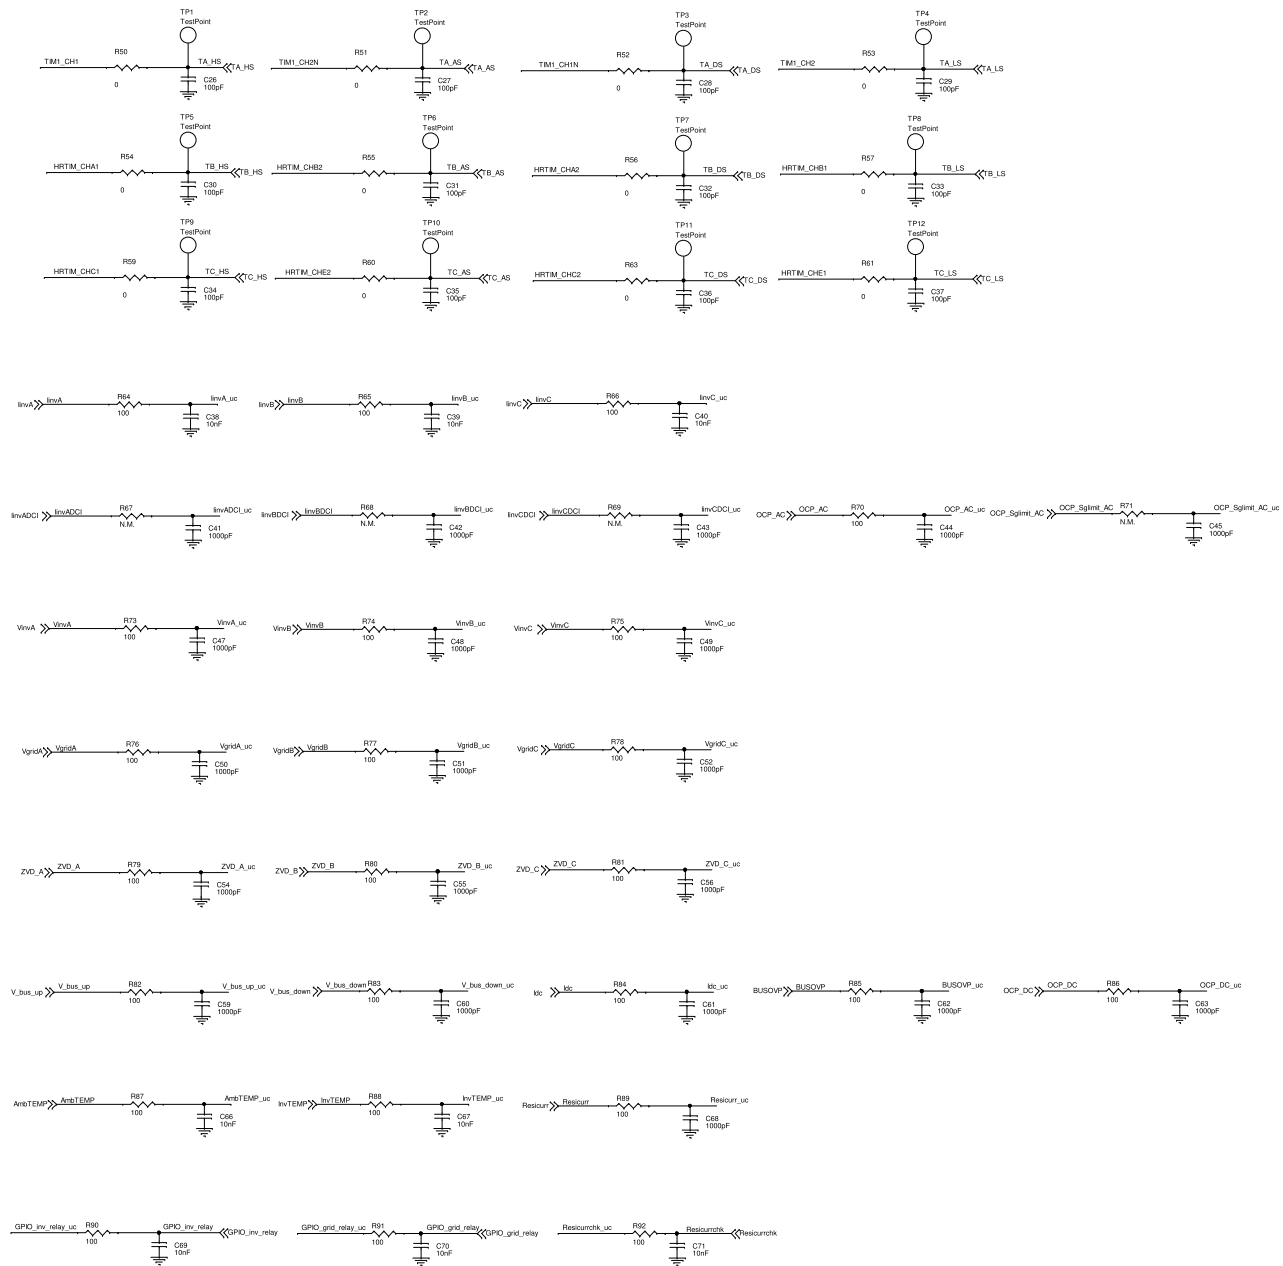 TP1
TestPoint
R50
TIM1_CH1
TA_HS
TA_HS
C26
100pF
0
TP2
TestPoint
R51
TIM1_CH2N
TA_AS
TA_AS
C27
100pF
0
TP3
TestPoint
R52
TIM1_CH1N
TA_DS
TA_DS
C28
100pF
0
TP4
TestPoint
R53
TIM1_CH2
TA_LS
TA_LS
C29
100pF
0
TP5
TestPoint
R54
HRTIM_CHA1
TB_HS
TB_HS
C30
100pF
0
TP6
TestPoint
R55
HRTIM_CHB2
TB_AS
TB_AS
C31
100pF
0
TP7
TestPoint
R56
HRTIM_CHA2
TB_DS
TB_DS
C32
100pF
0
TP8
TestPoint
R57
HRTIM_CHB1
TB_LS
TB_LS
C33
100pF
0
TP9
TestPoint
R59
HRTIM_CHC1
TC_HS
TC_HS
C34
100pF
0
TP10
TestPoint
R60
HRTIM_CHE2
TC_AS
TC_AS
C35
100pF
0
TP11
TestPoint
R63
HRTIM_CHC2
TC_DS
TC_DS
C36
100pF
0
TP12
TestPoint
R61
HRTIM_CHE1
TC_LS
TC_LS
C37
100pF
0
IinvA
IinvA
R64
100
IinvA_uc
C38
10nF
IinvB
IinvB
R65
100
IinvB_uc
C39
10nF
IinvC
IinvC
R66
100
IinvC_uc
C40
10nF
IinvADCI
IinvADCI
R67
N.M.
IinvADCI_uc
C41
1000pF
IinvBDCI
IinvBDCI
R68
N.M.
IinvBDCI_uc
C42
1000pF
IinvCDCI
IinvCDCI
R69
N.M.
IinvCDCI_uc
C43
1000pF
OCP_AC
OCP_AC
R70
100
OCP_AC_uc
C44
1000pF
OCP_Sglimit_AC
OCP_Sglimit_AC
R71
N.M.
OCP_Sglimit_AC_uc
C45
1000pF
VinvA
VinvA
R73
100
VinvA_uc
C47
1000pF
VinvB
VinvB
R74
100
VinvB_uc
C48
1000pF
VinvC
VinvC
R75
100
VinvC_uc
C49
1000pF
VgridA
VgridA
R76
100
VgridA_uc
C50
1000pF
VgridB
VgridB
R77
100
VgridB_uc
C51
1000pF
VgridC
VgridC
R78
100
VgridC_uc
C52
1000pF
ZVD_A
ZVD_A
R79
100
ZVD_A_uc
C54
1000pF
ZVD_B
ZVD_B
R80
100
ZVD_B_uc
C55
1000pF
ZVD_C
ZVD_C
R81
100
ZVD_C_uc
C56
1000pF
V_bus_up
V_bus_up
R82
100
V_bus_up_uc
C59
1000pF
V_bus_down
V_bus_down
R83
100
V_bus_down_uc
C60
1000pF
Idc
Idc
R84
100
Idc_uc
C61
1000pF
BUSOVP
BUSOVP
R85
100
BUSOVP_uc
C62
1000pF
OCP_DC
OCP_DC
R86
100
OCP_DC_uc
C63
1000pF
AmbTEMP
AmbTEMP
R87
100
AmbTEMP_uc
C66
10nF
InvTEMP
InvTEMP
R88
100
InvTEMP_uc
C67
10nF
Resicurr
Resicurr
R89
100
Resicurr_uc
C68
1000pF
GPIO_inv_relay_uc
R90
100
GPIO_inv_relay
GPIO_inv_relay
C69
10nF
GPIO_grid_relay_uc
R91
100
GPIO_grid_relay
GPIO_grid_relay
C70
10nF
Resicurrchk_uc
R92
100
Resicurrchk
Resicurrchk
C71
10nF